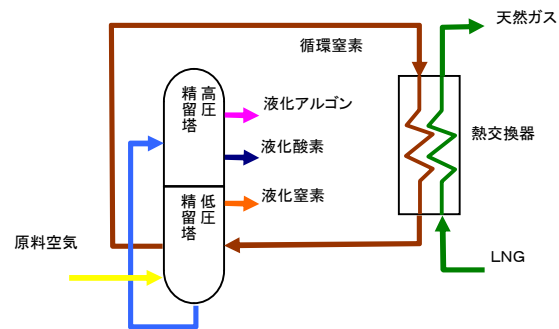 天然ガス
循環窒素
高圧
精留塔
液化アルゴン
熱交換器
液化酸素
液化窒素
低圧
精留塔
原料空気
LNG